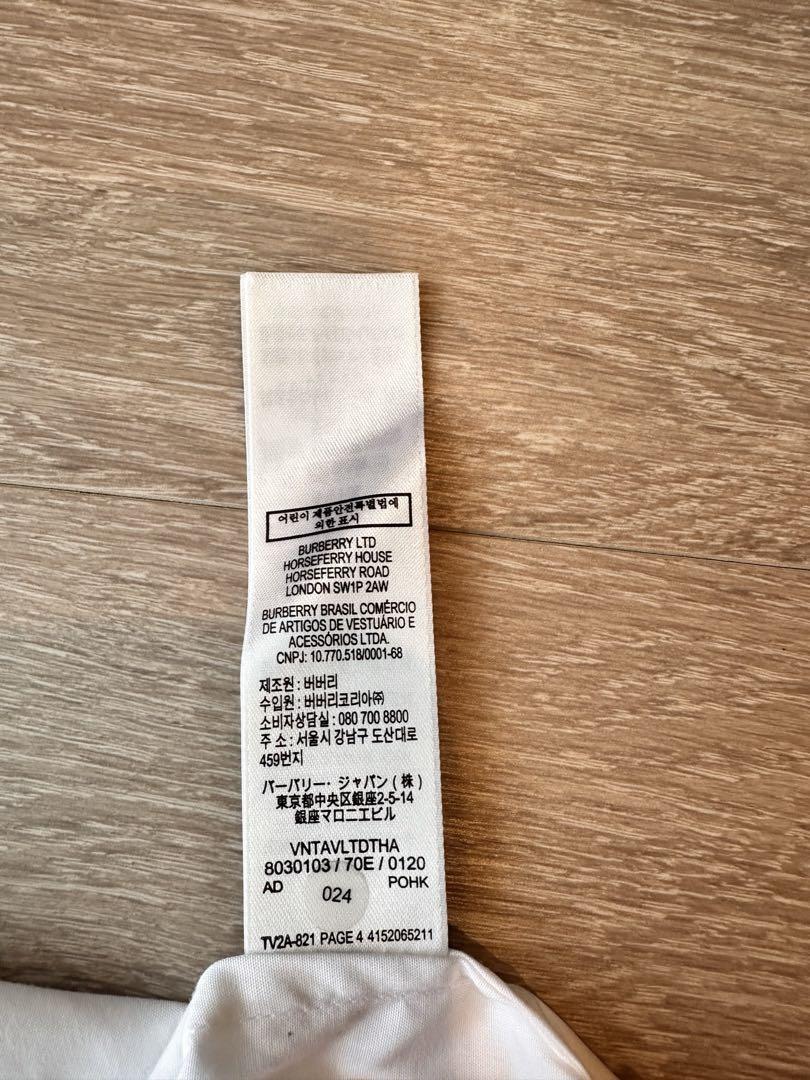 어린이 제품안전특별법에
의한 표시
BURBERRY LTD
HORSEFERRY HOUSE
HORSEFERRY ROAD
LONDON SW1P 2AW
BURBERRY BRASIL COMÉRCIO
DE ARTIGOS DE VESTUÁRIO E
ACESSÓRIOS LTDA.
CNPJ: 10.770.518/0001-68
제조원 : 버버리
수입원 : 버버리코리아㈜
소비자상담실 : 080 700 8800
주 소 : 서울시 강남구 도산대로
459번지
バーバリー・ジャパン ( 株 )
東京都中央区銀座2-5-14
銀座マロニエビル
VNTAVLTDTHA
8030103 / 70E / 0120
AD 024 POHK
TV2A-821 PAGE 4 4152065211